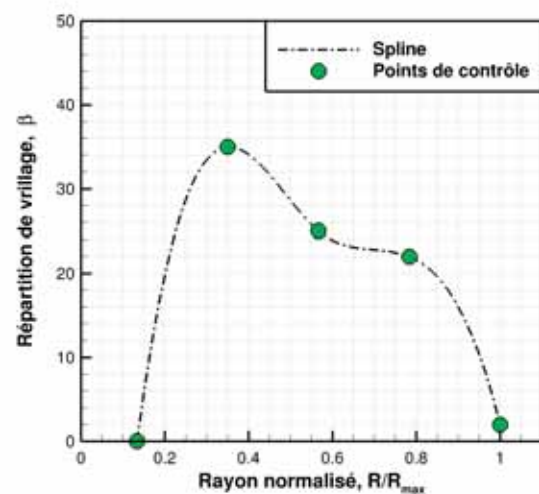 50
40
30
20
10
0
Répartition de vrillage, β
Spline
Points de contrôle
0 0.2 0.4 0.6 0.8 1
Rayon normalisé, R/Rmax